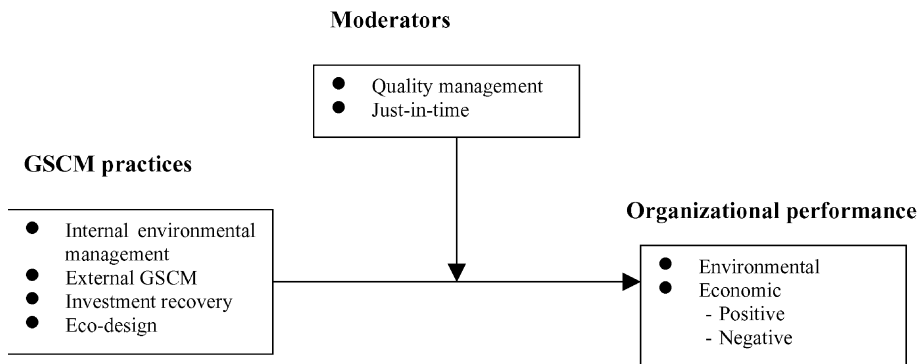 Moderators
● Quality management
● Just-in-time
GSCM practices
● Internal environmental
management
● External GSCM
● Investment recovery
● Eco-design
Organizational performance
● Environmental
● Economic
- Positive
- Negative